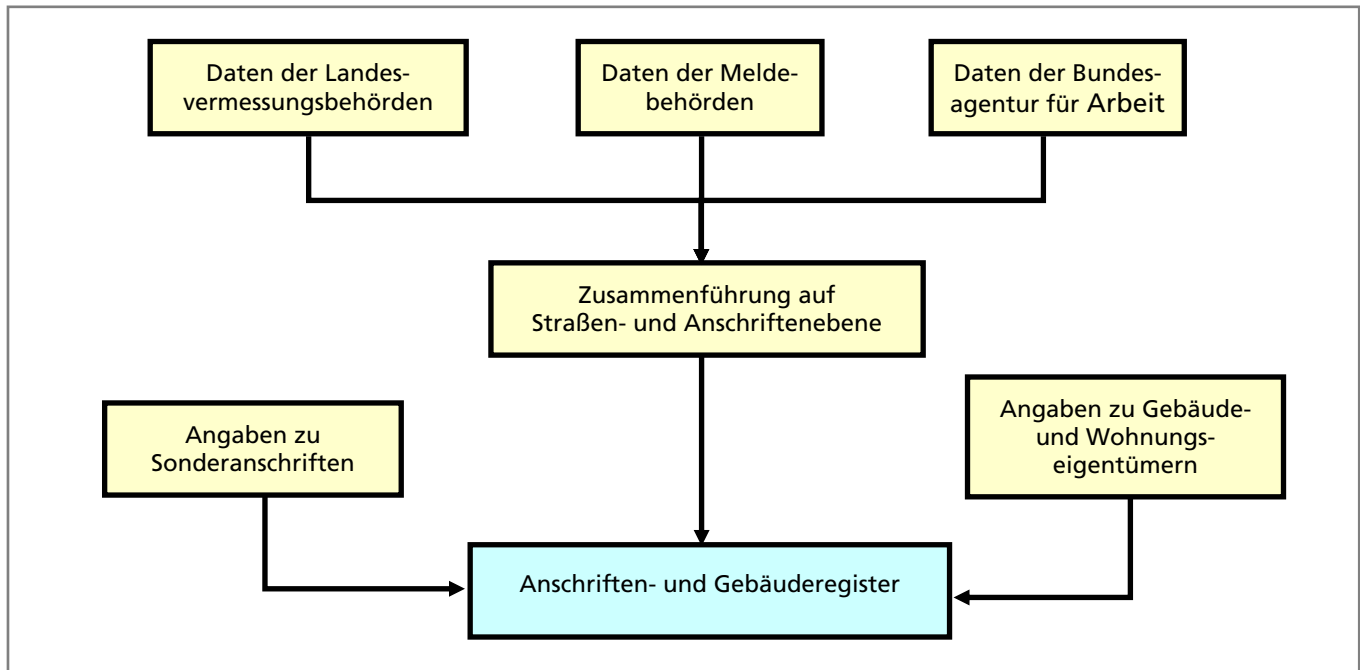 Daten der Landes-
vermessungsbehörden
Daten der Melde-
behörden
Daten der Bundes-
agentur für Arbeit
Zusammenführung auf
Straßen- und Anschriftenebene
Angaben zu
Sonderanschriften
Angaben zu Gebäude-
und Wohnungs-
eigentümern
Anschriften- und Gebäuderegister